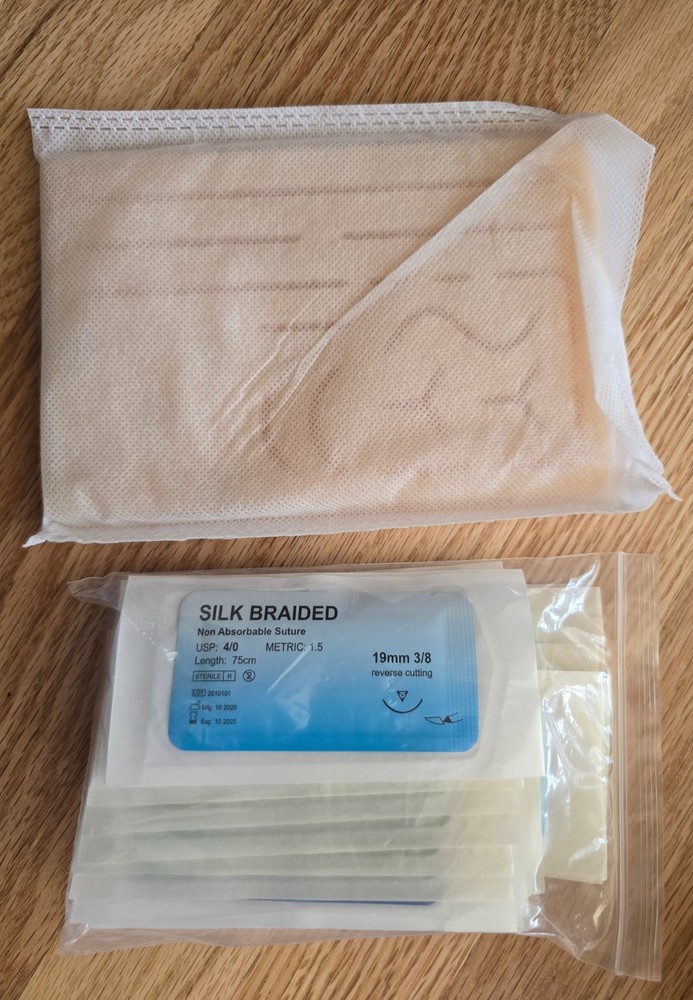 SILK BRAIDED
Non Absorbable Suture
USP: 4/0 METRIC: 1.5
Length: 75cm
19mm 3/8
reverse cutting
STERILE R
LOT 2010101
Mfg: 10 2020
Exp: 10 2025